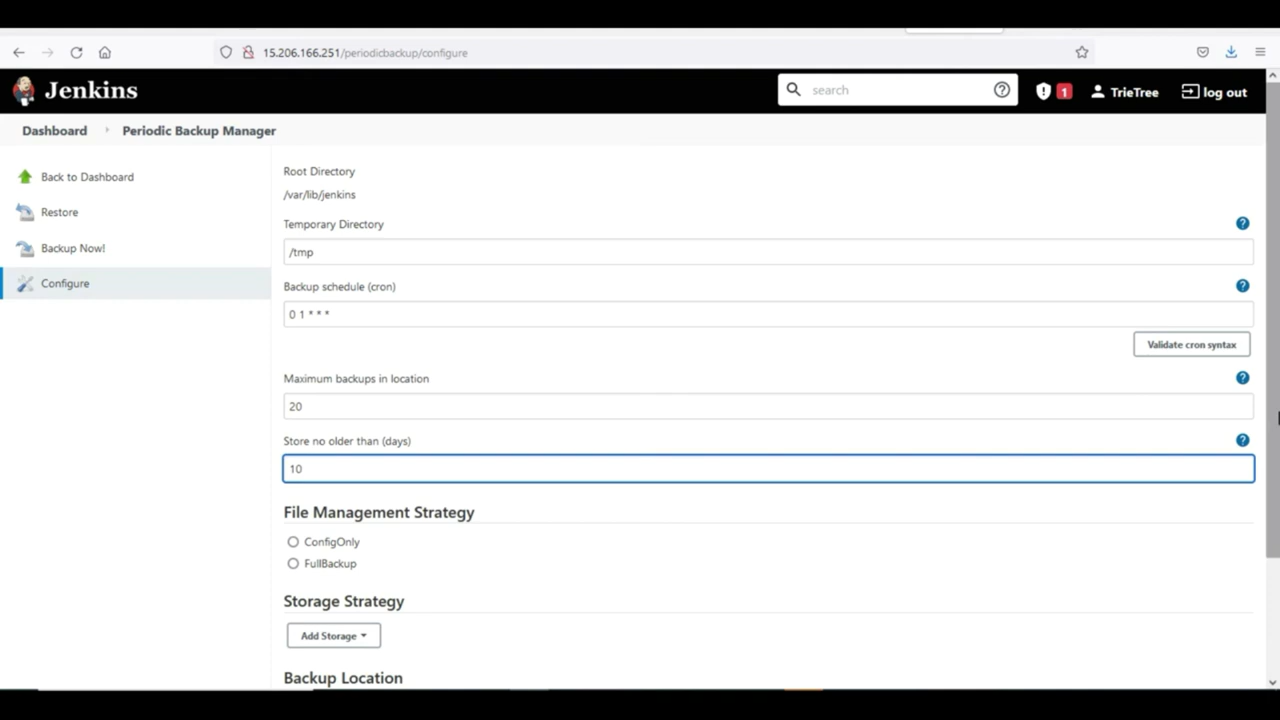 15.206.166.251/periodicbackup/configure
Jenkins
search
1
TrieTree
log out
Dashboard
Periodic Backup Manager
Back to Dashboard
Restore
Backup Now!
Configure
Root Directory
/var/lib/jenkins
Temporary Directory
/tmp
Backup schedule (cron)
0 1 * * *
Validate cron syntax
Maximum backups in location
20
Store no older than (days)
10
File Management Strategy
ConfigOnly
FullBackup
Storage Strategy
Add Storage
Backup Location